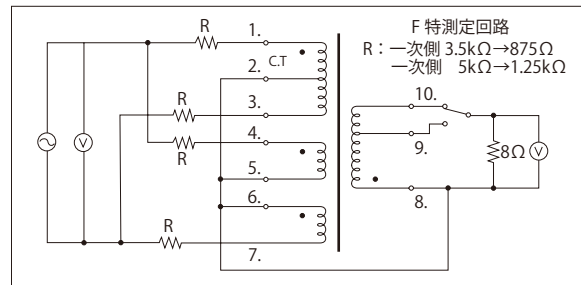 F 特測定回路
R：一次側 3.5kΩ→875Ω
一次側 5kΩ→1.25kΩ
R
1.
C.T
2.
R
3.
R
4.
5.
6.
R
7.
10.
9.
8.
8Ω
V
V